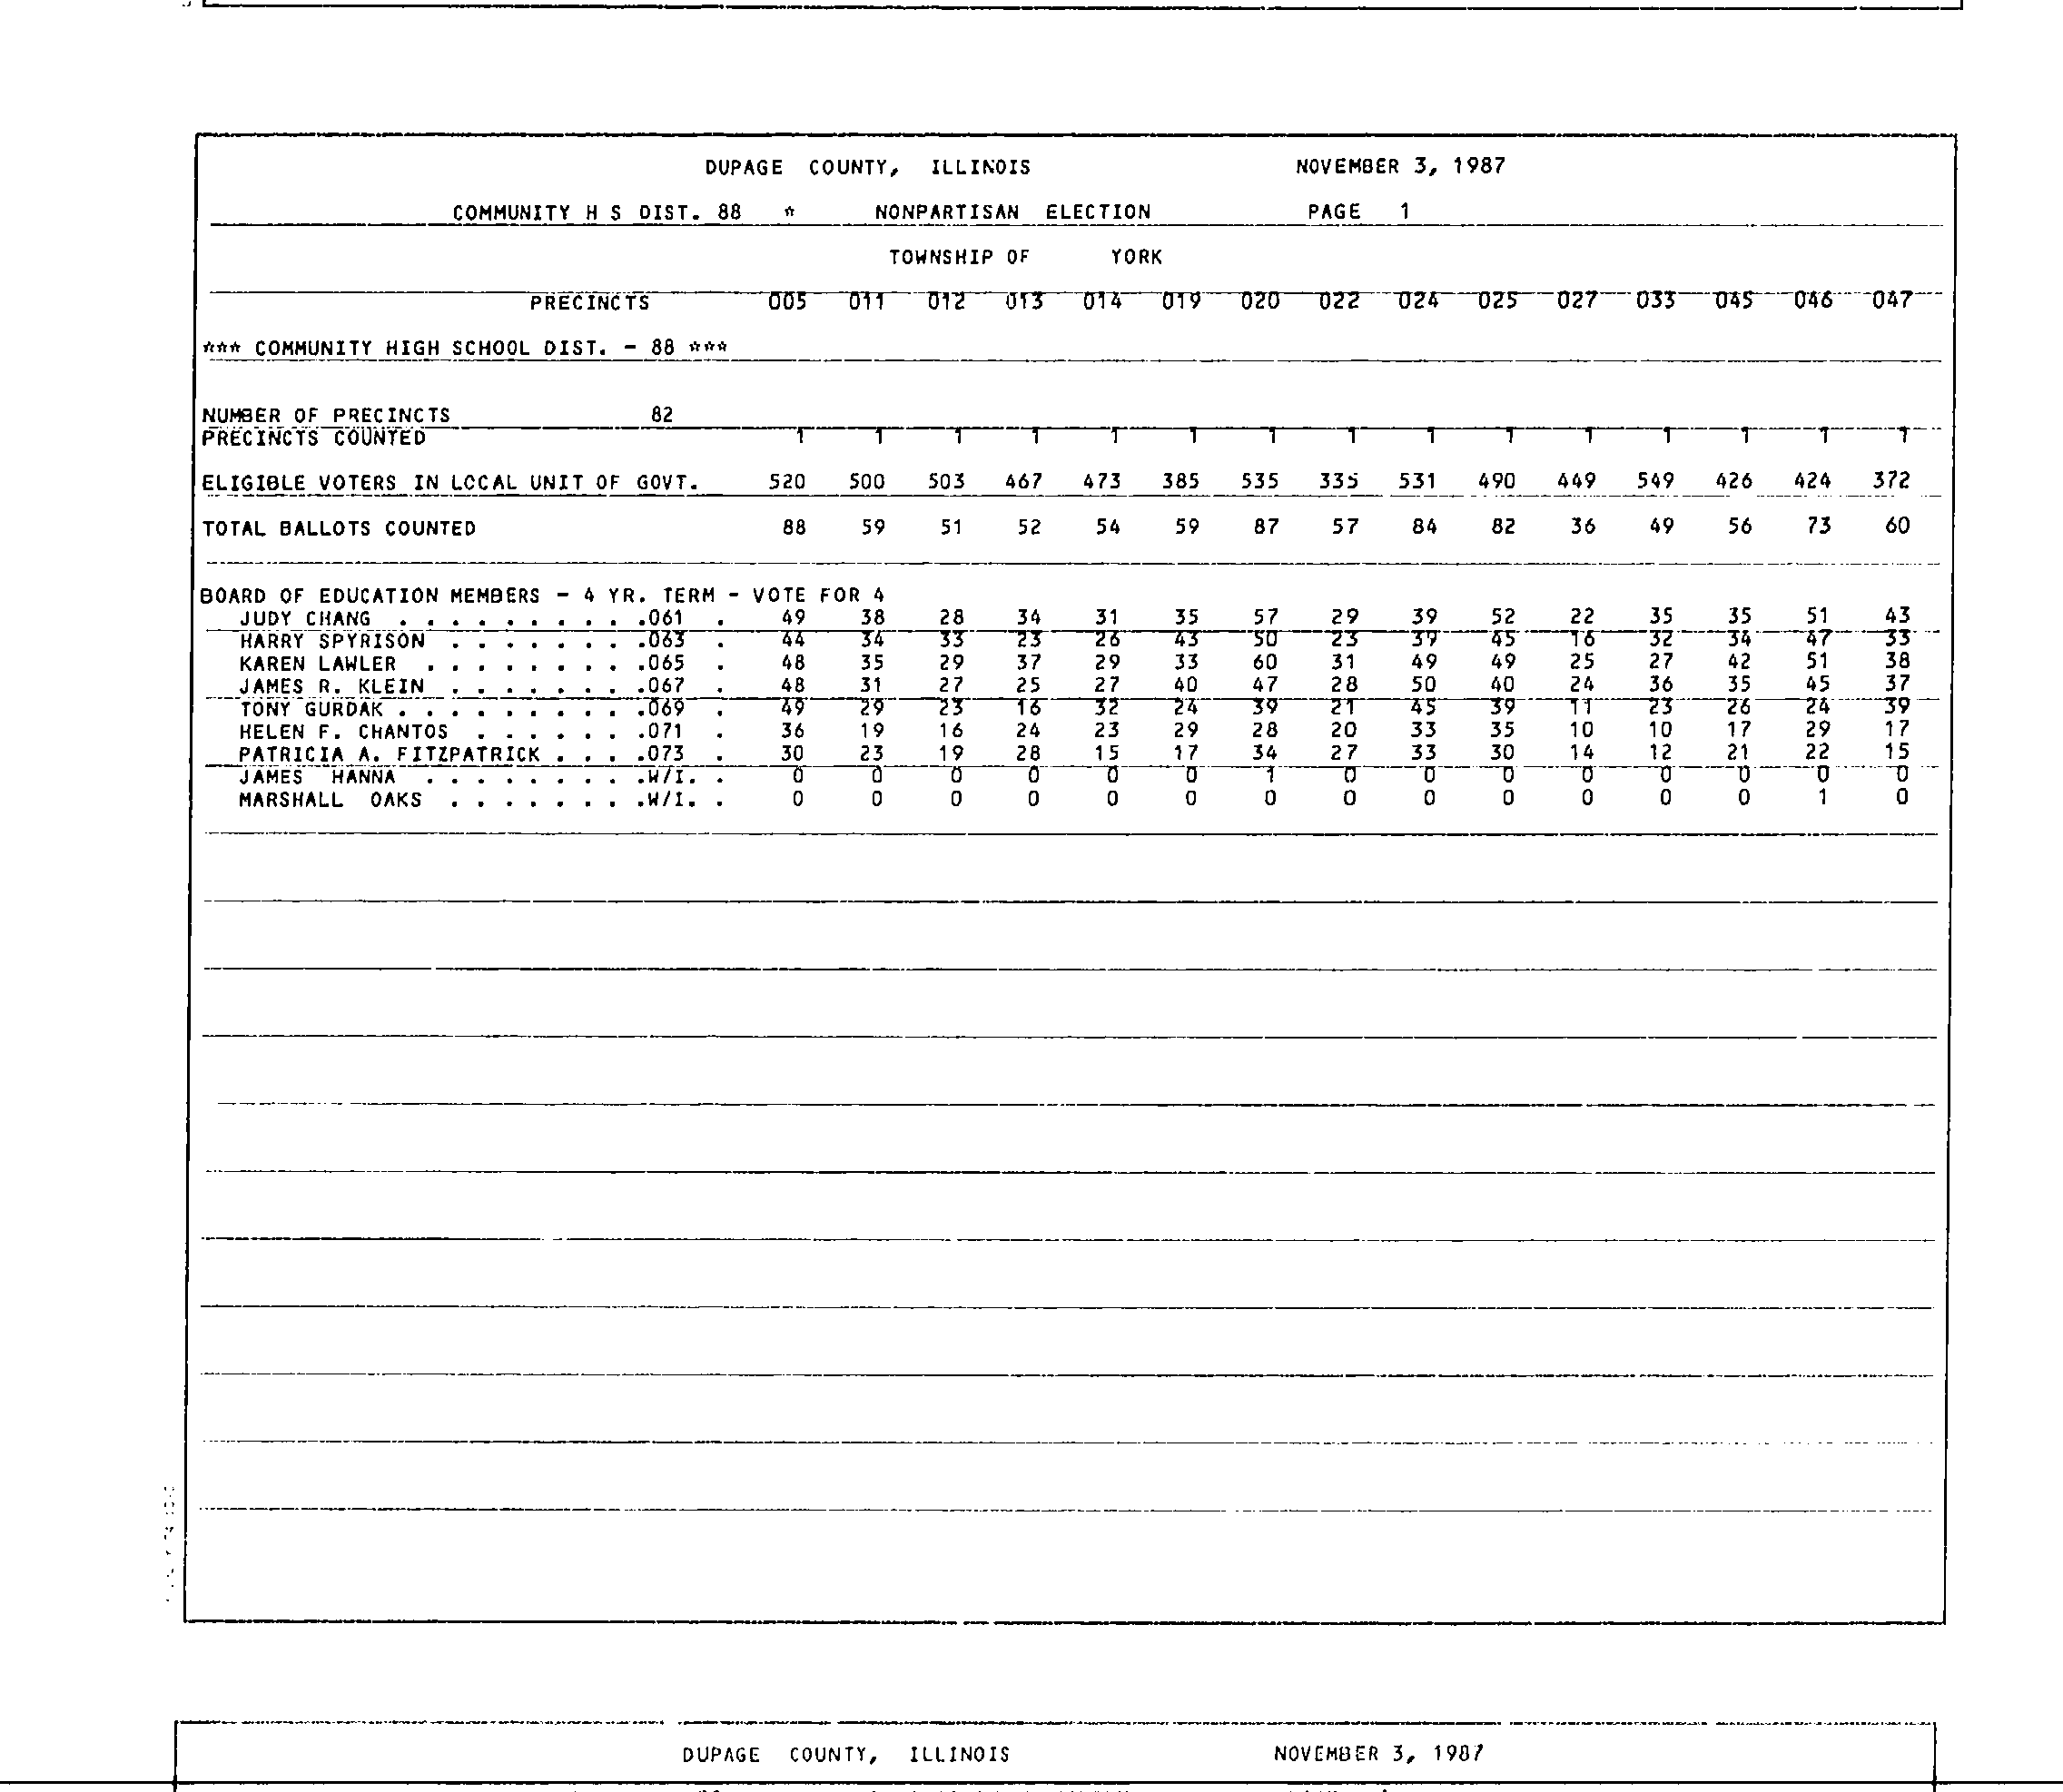 DUPAGE COUNTY, ILLINOIS NOVEMBER 3, 1987
COMMUNITY H S DIST. 88 * NONPARTISAN ELECTION PAGE 1
TOWNSHIP OF YORK
PRECINCTS 005 011 012 013 014 019 020 022 024 025 027 033 045 046 047
*** COMMUNITY HIGH SCHOOL DIST. - 88 ***
NUMBER OF PRECINCTS 82
PRECINCTS COUNTED 1 1 1 1 1 1 1 1 1 1 1 1 1 1 1
ELIGIBLE VOTERS IN LOCAL UNIT OF GOVT. 520 500 503 467 473 385 535 335 531 490 449 549 426 424 372
TOTAL BALLOTS COUNTED 88 59 51 52 54 59 87 57 84 82 36 49 56 73 60
BOARD OF EDUCATION MEMBERS - 4 YR. TERM - VOTE FOR 4
JUDY CHANG . . . . . . . . . .061 . 49 38 28 34 31 35 57 29 39 52 22 35 35 51 43
HARRY SPYRISON . . . . . . . .063 . 44 34 33 23 26 43 50 23 39 45 16 32 34 47 33
KAREN LAWLER . . . . . . . . .065 . 48 35 29 37 29 33 60 31 49 49 25 27 42 51 38
JAMES R. KLEIN . . . . . . . .067 . 48 31 27 25 27 40 47 28 50 40 24 36 35 45 37
TONY GURDAK . . . . . . . . . .069 . 49 29 23 16 32 24 39 21 45 39 11 23 26 24 39
HELEN F. CHANTOS . . . . . . .071 . 36 19 16 24 23 29 28 20 33 35 10 10 17 29 17
PATRICIA A. FITZPATRICK . . . .073 . 30 23 19 28 15 17 34 27 33 30 14 12 21 22 15
JAMES HANNA . . . . . . . . .W/I. . 0 0 0 0 0 0 1 0 0 0 0 0 0 0 0
MARSHALL OAKS . . . . . . . .W/I. . 0 0 0 0 0 0 0 0 0 0 0 0 0 1 0
DUPAGE COUNTY, ILLINOIS NOVEMBER 3, 1987